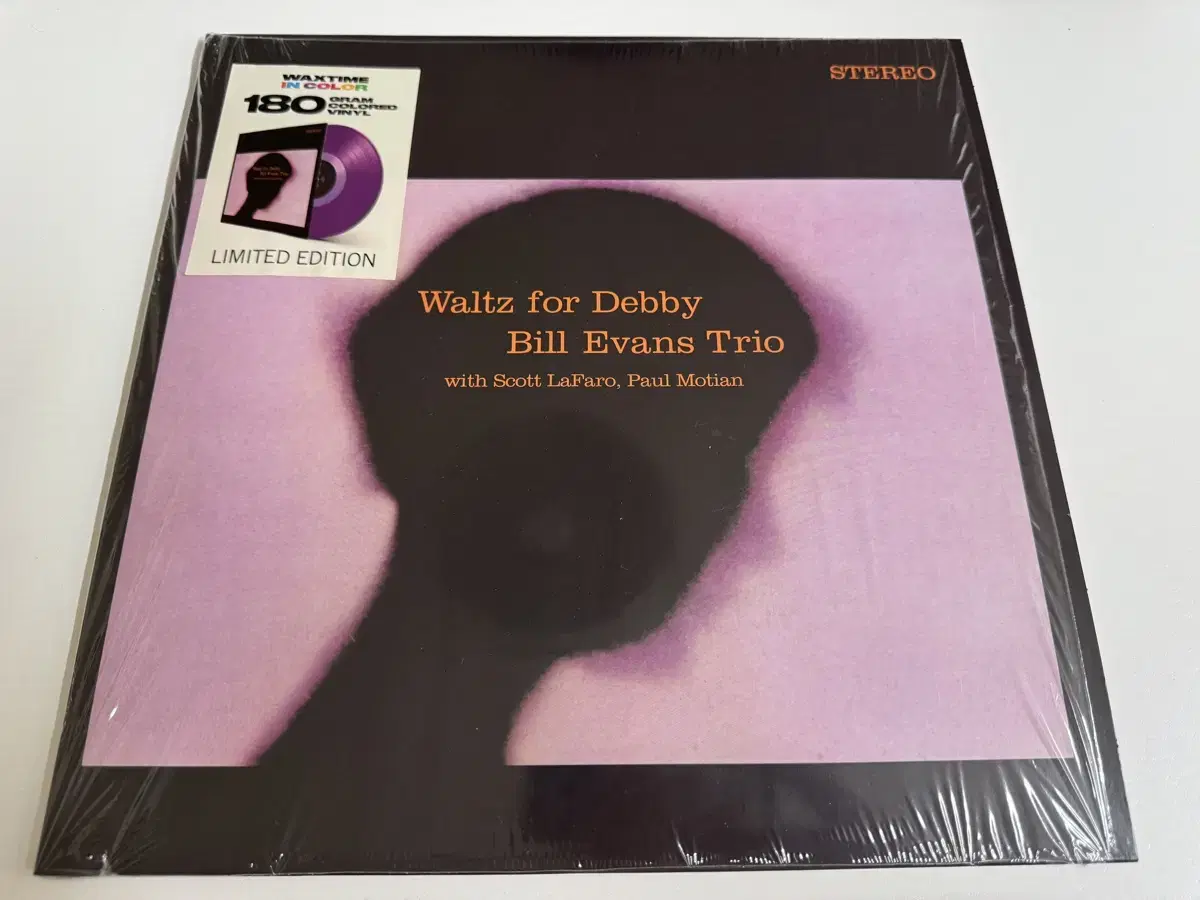 WAXTIME
IN COLOR
180 GRAM
COLORED
VINYL
LIMITED EDITION
STEREO
Waltz for Debby
Bill Evans Trio
with Scott LaFaro, Paul Motian